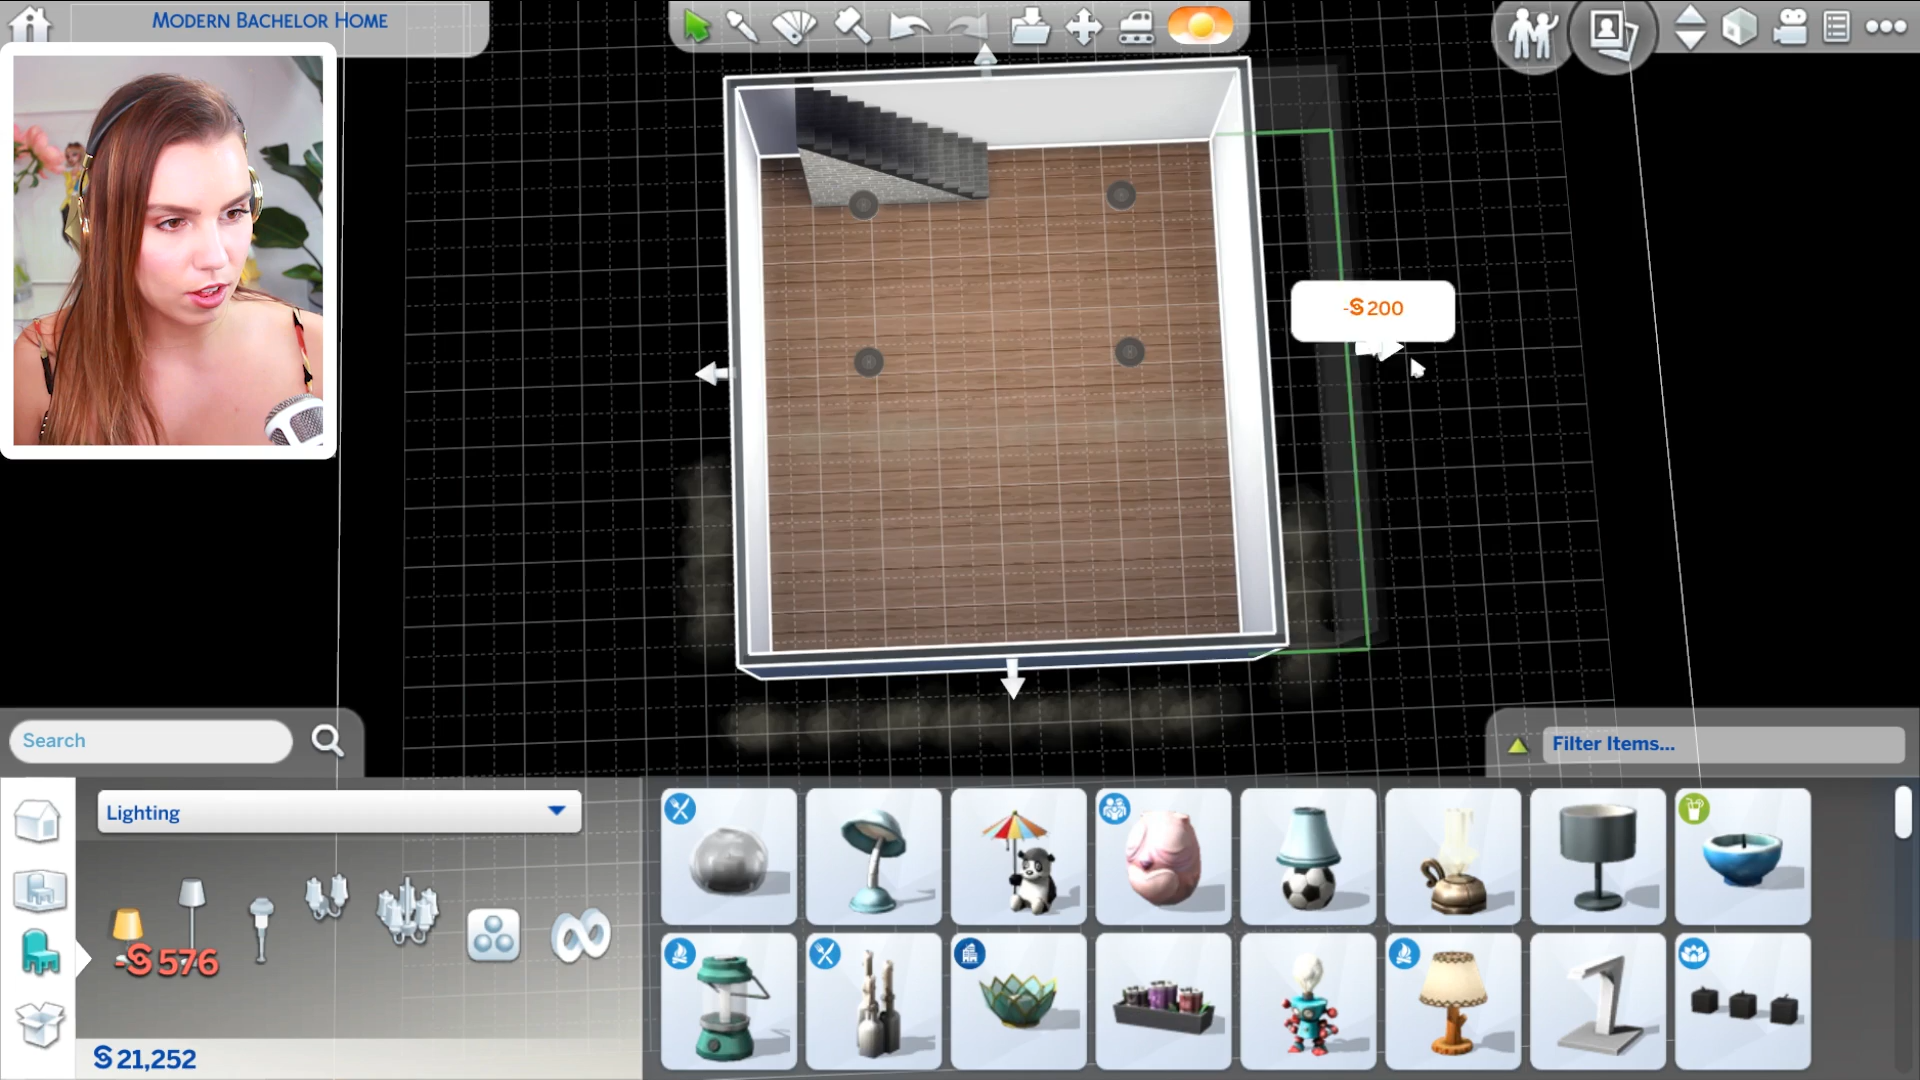 Modern Bachelor Home
-§200
Search
Filter Items...
Lighting
-§576
§21,252